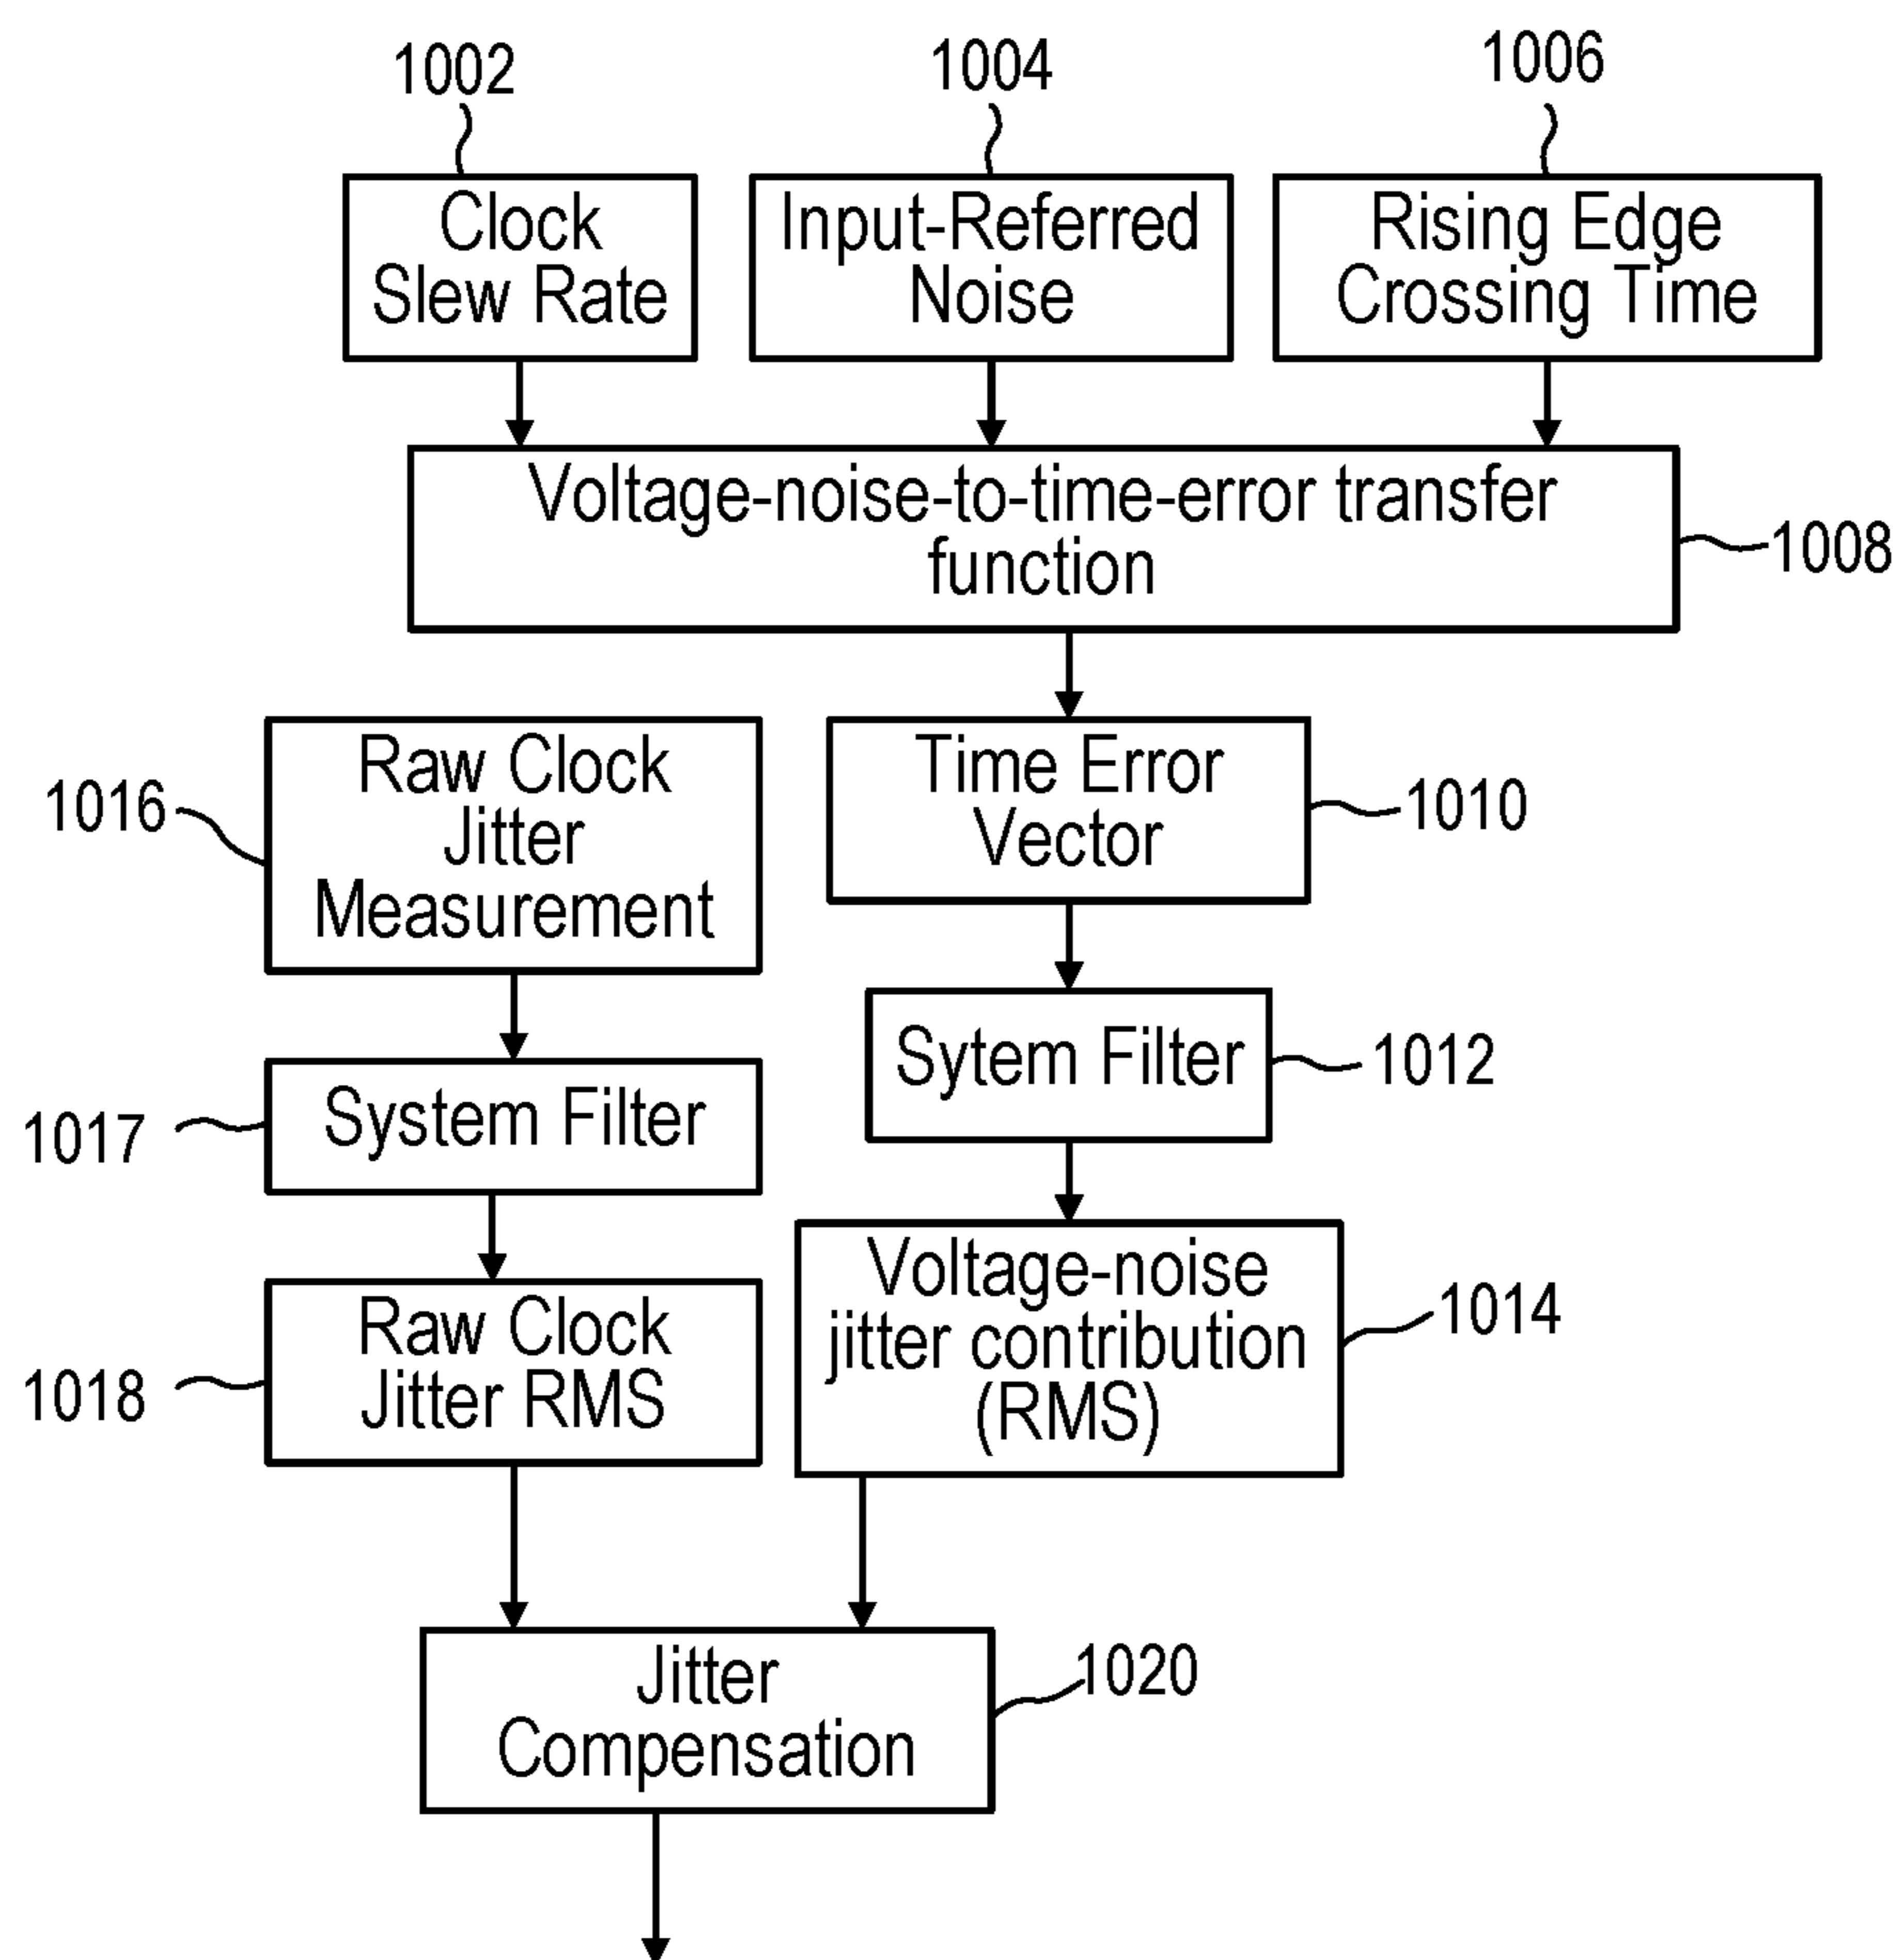 1002
1004
1006
Clock
Slew Rate
Input-Referred
Noise
Rising Edge
Crossing Time
Voltage-noise-to-time-error transfer
function
1008
Raw Clock
Jitter
Measurement
1016
Time Error
Vector
1010
Sytem Filter
1012
System Filter
1017
Voltage-noise
jitter contribution
(RMS)
1014
Raw Clock
Jitter RMS
1018
Jitter
Compensation
1020